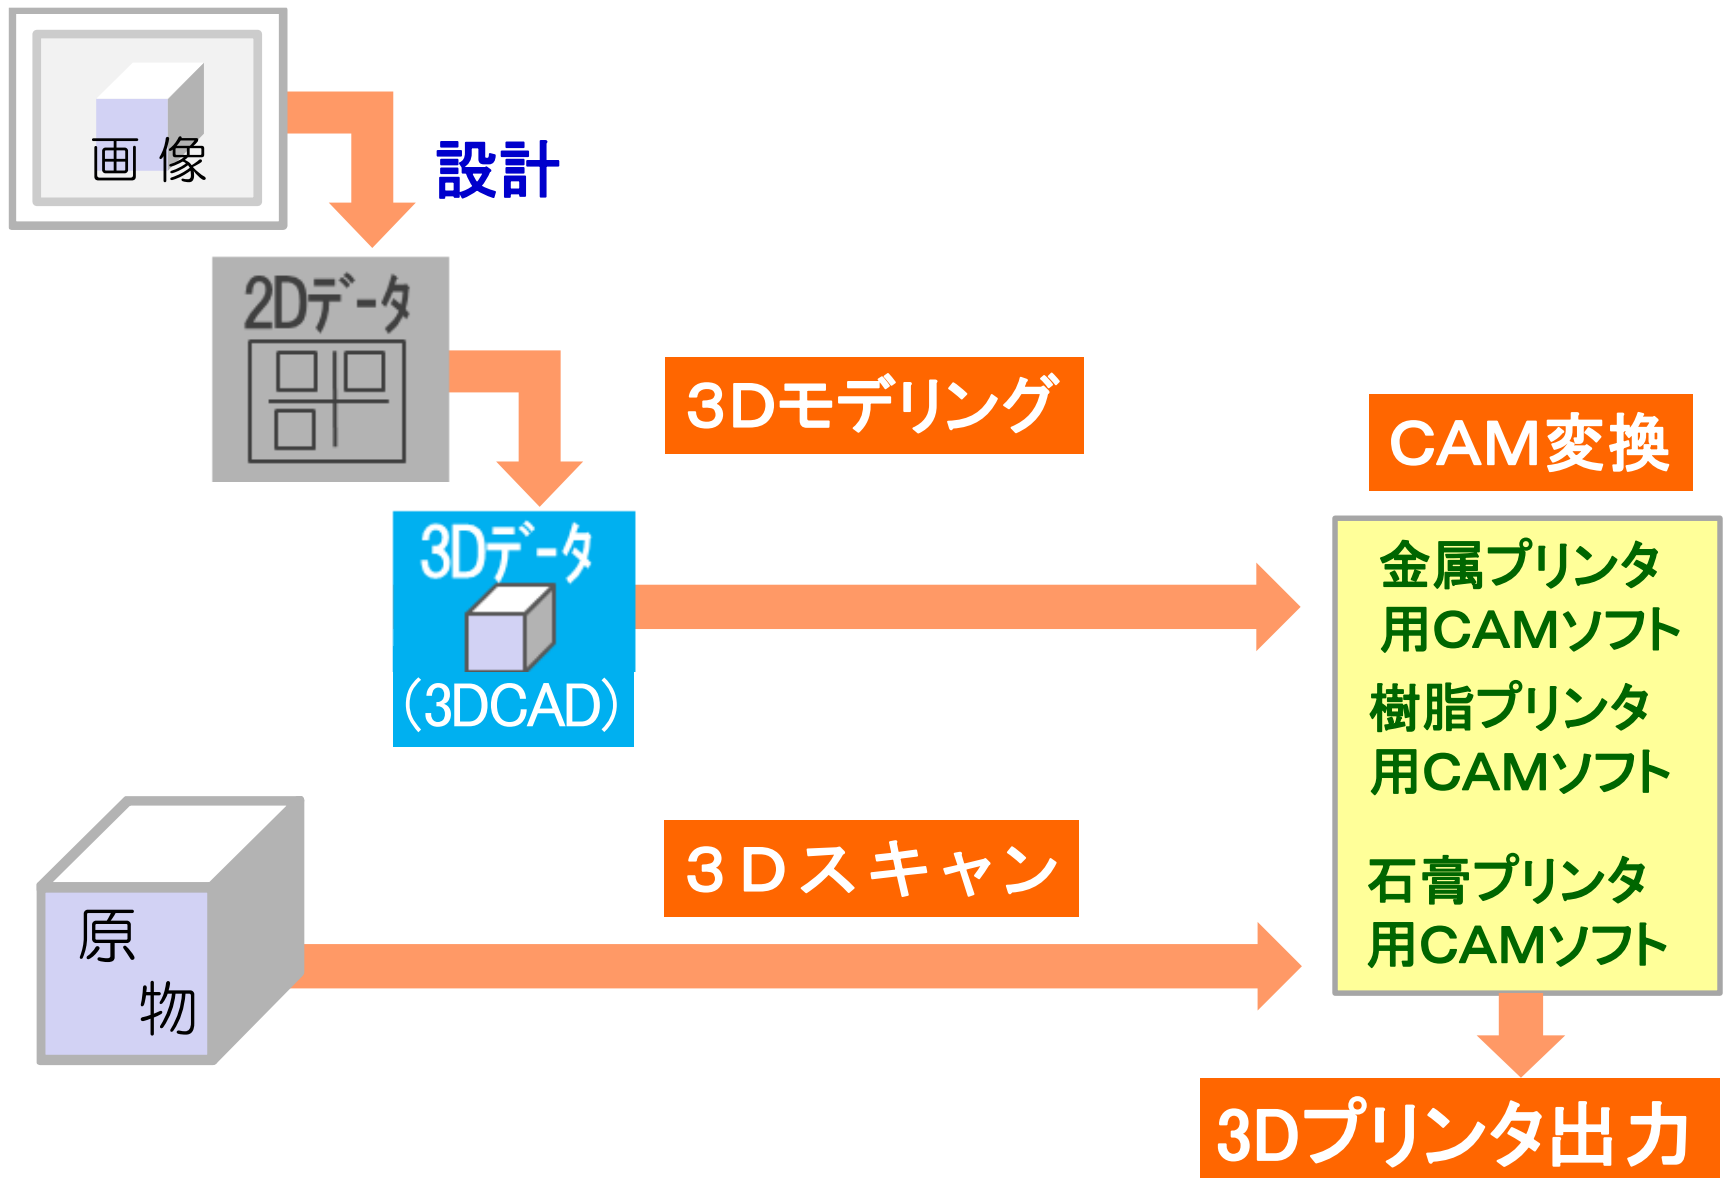 画像
設計
2Dデータ
3Dモデリング
CAM変換
3Dデータ
(3DCAD)
金属プリンタ
用CAMソフト
樹脂プリンタ
用CAMソフト
石膏プリンタ
用CAMソフト
3Dスキャン
原
物
3Dプリンタ出力